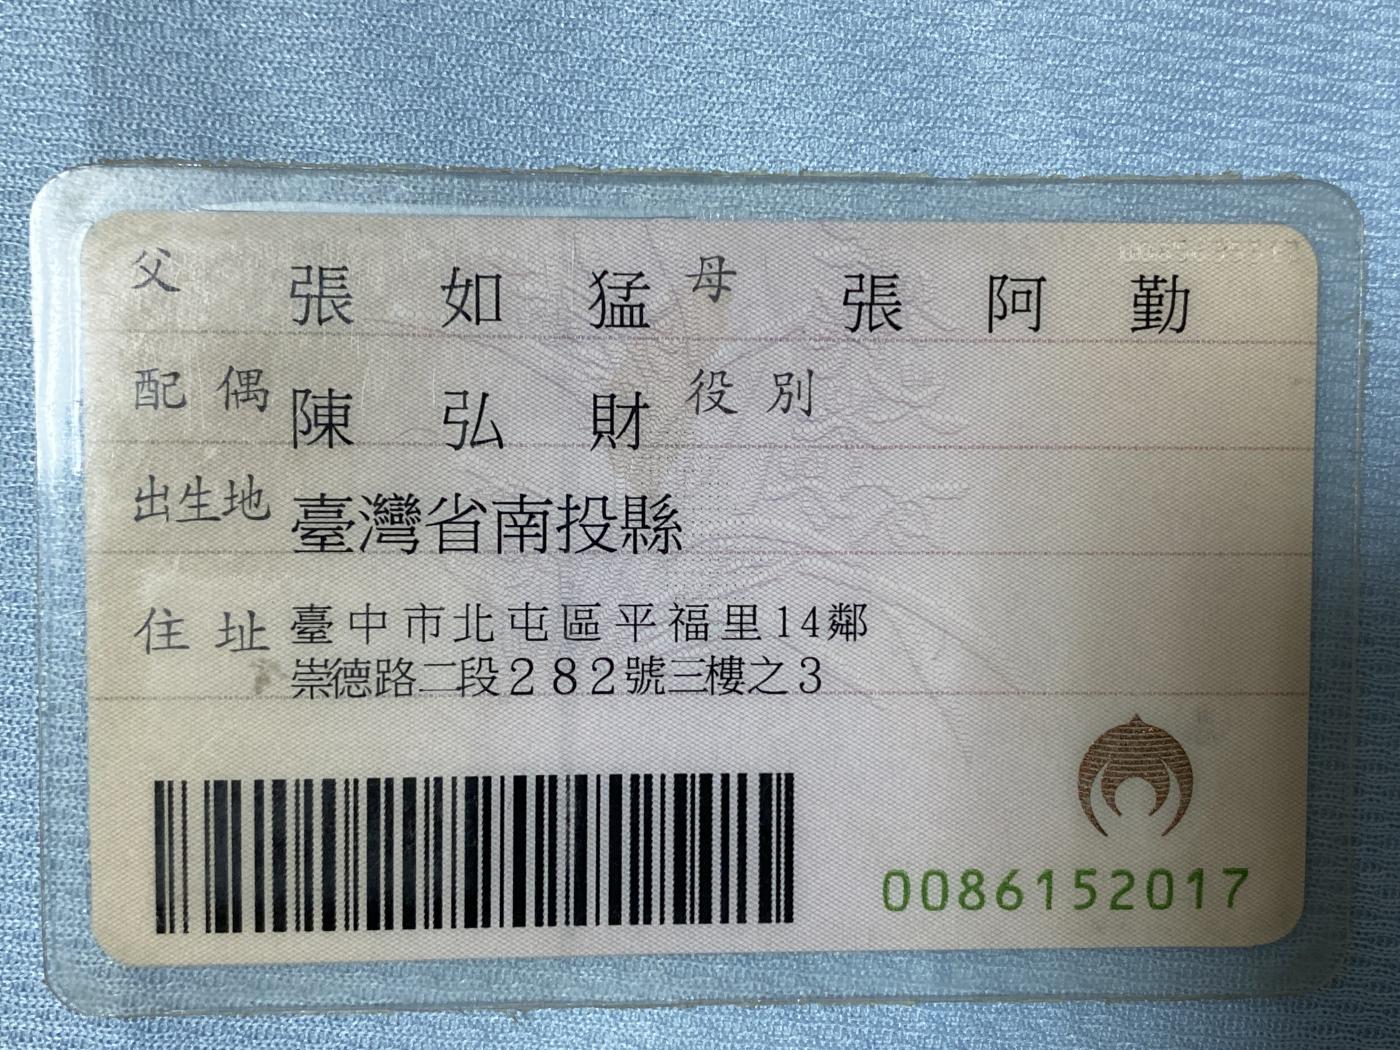 父 張如猛 母 張阿勤
配偶 陳弘財 役別
出生地 臺灣省南投縣
住址 臺中市北屯區平福里14鄰
崇德路二段282號三樓之3
0086152017